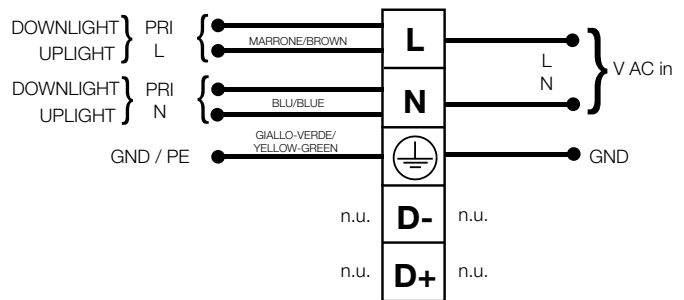 DOWNLIGHT
UPLIGHT
PRI
L
MARRONE/BROWN
L
L
N
V AC in
DOWNLIGHT
UPLIGHT
PRI
N
BLU/BLUE
N
GND / PE
GIALLO-VERDE/
YELLOW-GREEN
GND
n.u.
D-
n.u.
n.u.
D+
n.u.